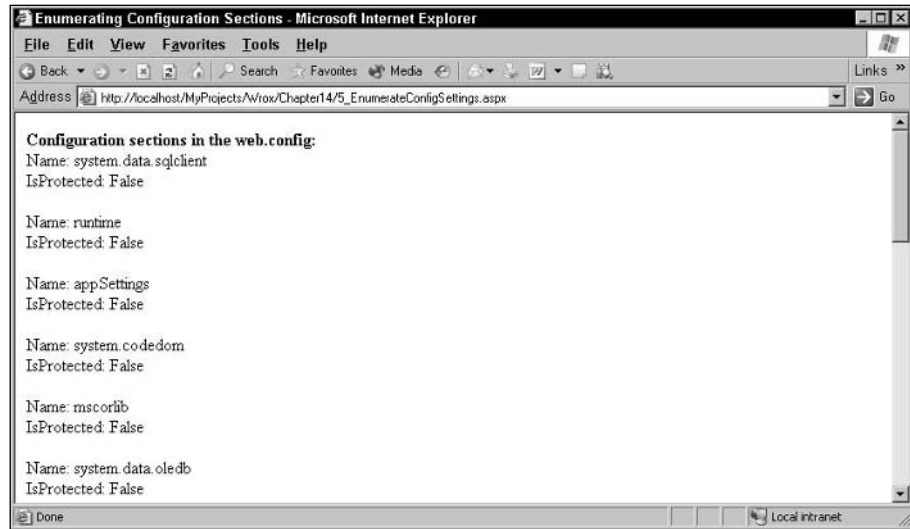 Enumerating Configuration Sections - Microsoft Internet Explorer
File Edit View Favorites Tools Help
Back Search Favorites Media Links »
Address http://localhost/MyProjects/Wrox/Chapter14/5_EnumerateConfigSettings.aspx Go
Configuration sections in the web.config:
Name: system.data.sqlclient
IsProtected: False
Name: runtime
IsProtected: False
Name: appSettings
IsProtected: False
Name: system.codedom
IsProtected: False
Name: mscorlib
IsProtected: False
Name: system.data.oledb
IsProtected: False
Done Local intranet